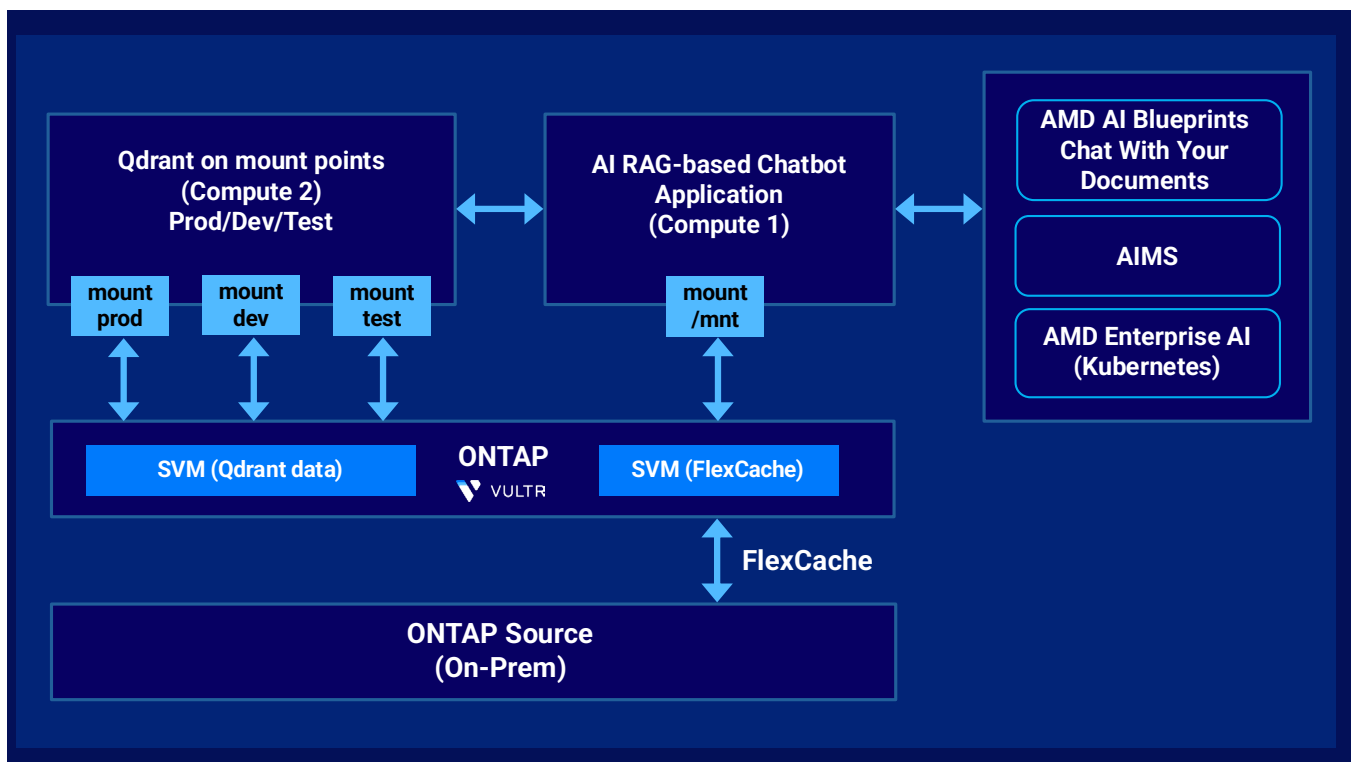 Qdrant on mount points
(Compute 2)
Prod/Dev/Test
mount
prod
mount
dev
mount
test
AI RAG-based Chatbot
Application
(Compute 1)
mount
/mnt
AMD AI Blueprints
Chat With Your
Documents
AIMS
AMD Enterprise AI
(Kubernetes)
SVM (Qdrant data)
ONTAP
VULTR
SVM (FlexCache)
FlexCache
ONTAP Source
(On-Prem)